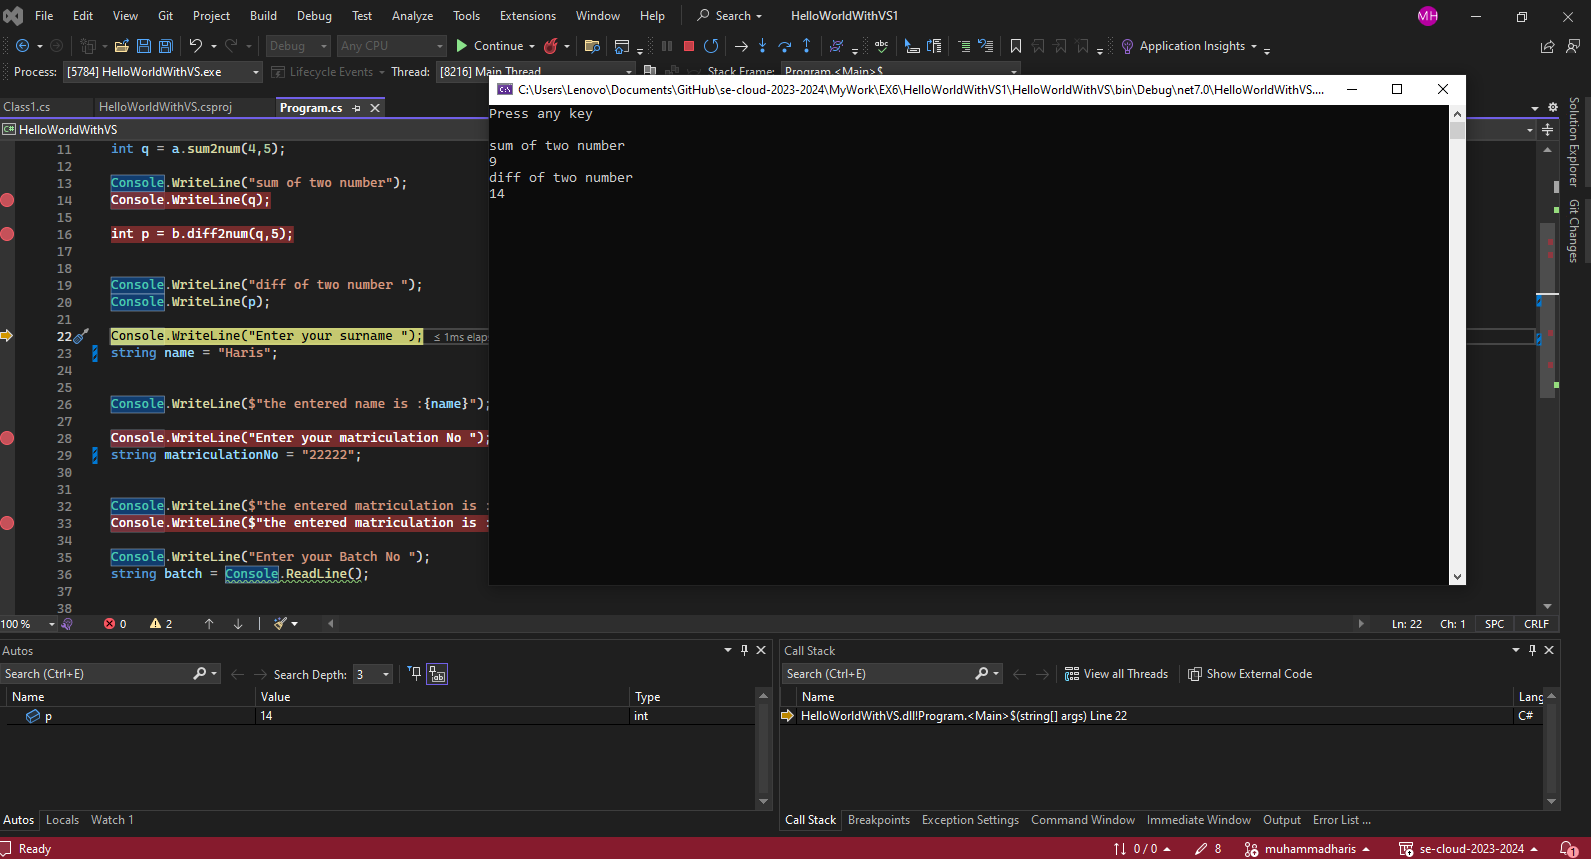 File Edit View Git Project Build Debug Test Analyze Tools Extensions Window Help Search HelloWorldWithVS1 MH
Debug Any CPU Continue Application Insights
Process: [5784] HelloWorldWithVS.exe Lifecycle Events Thread: [8216] Main Thread Stack Frame: Program.<Main>$
C:\Users\Lenovo\Documents\GitHub\se-cloud-2023-2024\MyWork\EX6\HelloWorldWithVS1\HelloWorldWithVS\bin\Debug\net7.0\HelloWorldWithVS....
Press any key
sum of two number
9
diff of two number
14
Class1.cs HelloWorldWithVS.csproj Program.cs
C# HelloWorldWithVS
11 int q = a.sum2num(4,5);
12
13 Console.WriteLine("sum of two number");
14 Console.WriteLine(q);
15
16 int p = b.diff2num(q,5);
17
18
19 Console.WriteLine("diff of two number ");
20 Console.WriteLine(p);
21
22 Console.WriteLine("Enter your surname "); ≤ 1ms elap
23 string name = "Haris";
24
25
26 Console.WriteLine($"the entered name is :{name}");
27
28 Console.WriteLine("Enter your matriculation No ");
29 string matriculationNo = "22222";
30
31
32 Console.WriteLine($"the entered matriculation is :
33 Console.WriteLine($"the entered matriculation is :
34
35 Console.WriteLine("Enter your Batch No ");
36 string batch = Console.ReadLine();
37
38
Solution Explorer
Git Changes
100 % 0 2 Ln: 22 Ch: 1 SPC CRLF
Autos
Search (Ctrl+E) Search Depth: 3
Name Value Type
p 14 int
Autos Locals Watch 1
Call Stack
Search (Ctrl+E) View all Threads Show External Code
Name Lang
HelloWorldWithVS.dll!Program.<Main>$(string[] args) Line 22 C#
Call Stack Breakpoints Exception Settings Command Window Immediate Window Output Error List ...
Ready 0 / 0 8 muhammadharis se-cloud-2023-2024 1